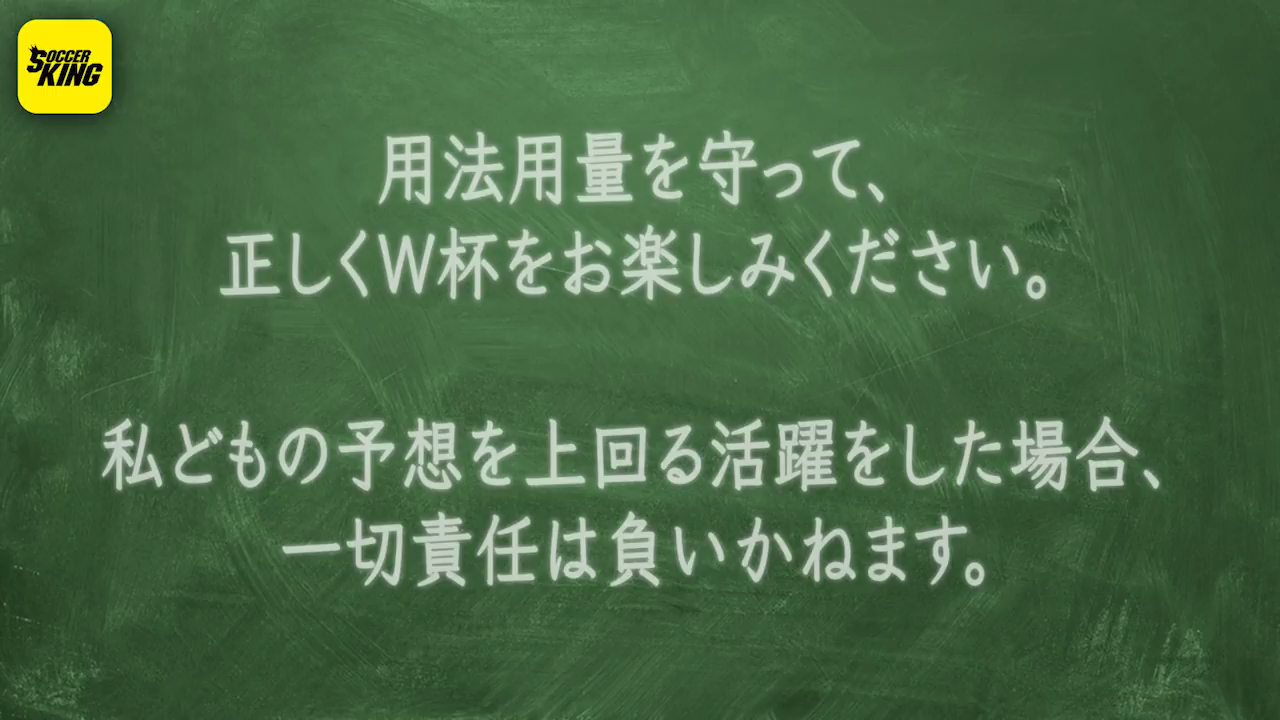 SOCCER
KING
用法用量を守って、
正しくW杯をお楽しみください。
私どもの予想を上回る活躍をした場合、
一切責任は負いかねます。